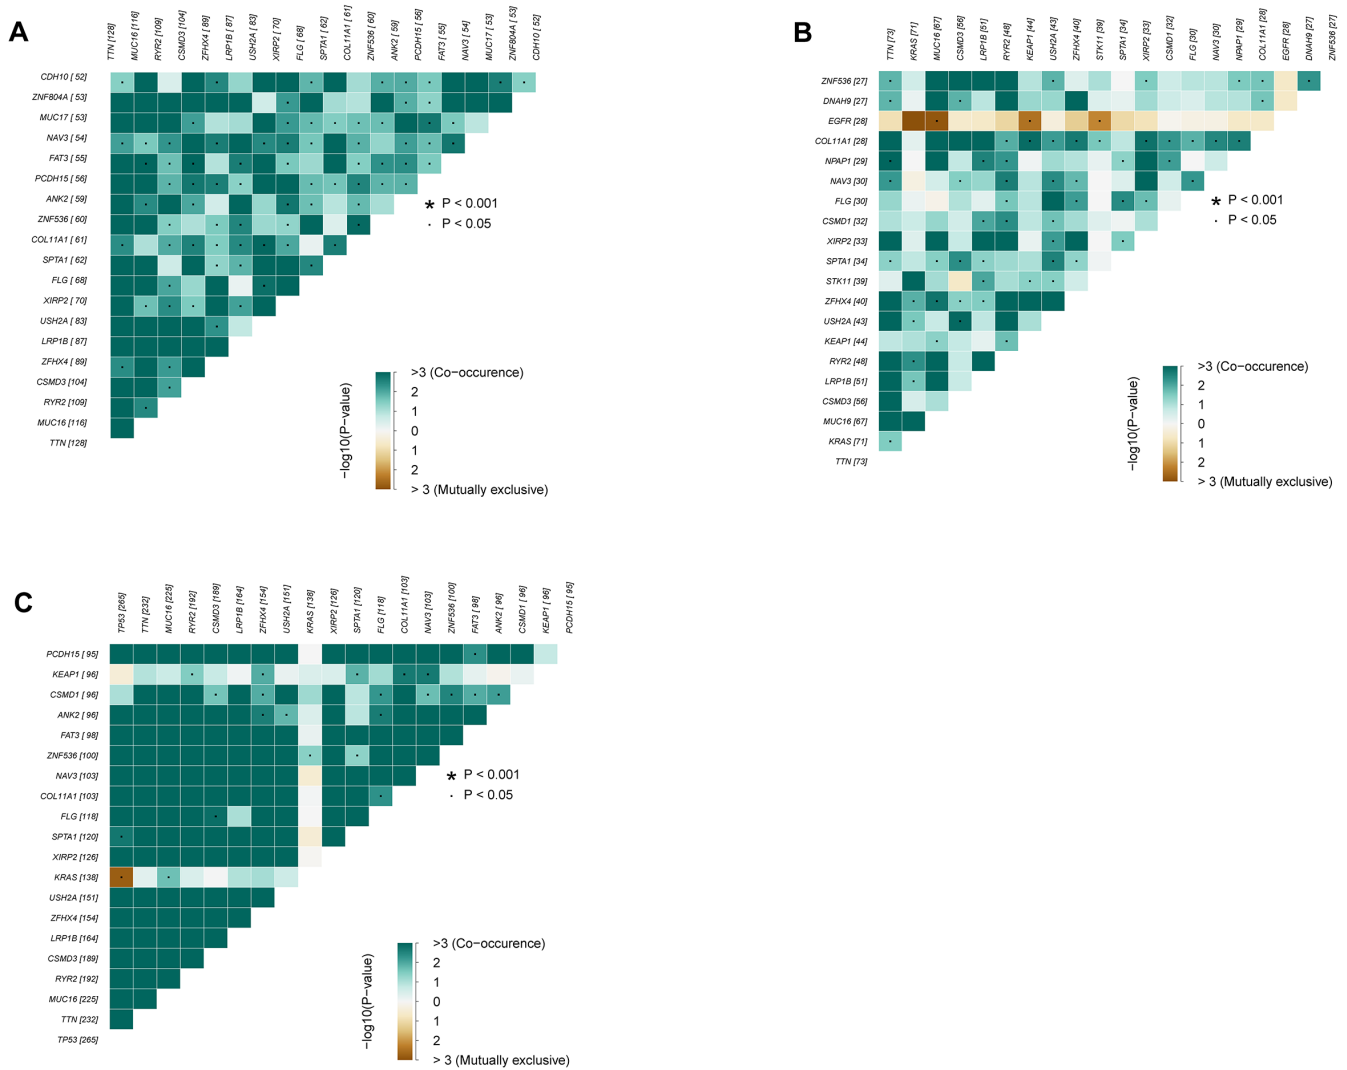 A
TTN [128]
MUC16 [116]
RYR2 [109]
CSMD3 [104]
ZFHX4 [ 89]
LRP1B [ 87]
USH2A [ 83]
XIRP2 [ 70]
FLG [ 68]
SPTA1 [ 62]
COL11A1 [ 61]
ZNF536 [ 60]
ANK2 [ 59]
PCDH15 [ 56]
FAT3 [ 55]
NAV3 [ 54]
MUC17 [ 53]
ZNF804A [ 53]
CDH10 [ 52]
CDH10 [ 52]
ZNF804A [ 53]
MUC17 [ 53]
NAV3 [ 54]
FAT3 [ 55]
PCDH15 [ 56]
ANK2 [ 59]
ZNF536 [ 60]
COL11A1 [ 61]
SPTA1 [ 62]
FLG [ 68]
XIRP2 [ 70]
USH2A [ 83]
LRP1B [ 87]
ZFHX4 [ 89]
CSMD3 [104]
RYR2 [109]
MUC16 [116]
TTN [128]
* P < 0.001
· P < 0.05
−log10(P−value)
>3 (Co−occurence)
2
1
0
1
2
> 3 (Mutually exclusive)
B
TTN [73]
KRAS [71]
MUC16 [67]
CSMD3 [56]
LRP1B [51]
RYR2 [48]
KEAP1 [44]
USH2A [43]
ZFHX4 [40]
STK11 [39]
SPTA1 [34]
XIRP2 [33]
CSMD1 [32]
FLG [30]
NAV3 [30]
NPAP1 [29]
COL11A1 [28]
EGFR [28]
DNAH9 [27]
ZNF536 [27]
ZNF536 [27]
DNAH9 [27]
EGFR [28]
COL11A1 [28]
NPAP1 [29]
NAV3 [30]
FLG [30]
CSMD1 [32]
XIRP2 [33]
SPTA1 [34]
STK11 [39]
ZFHX4 [40]
USH2A [43]
KEAP1 [44]
RYR2 [48]
LRP1B [51]
CSMD3 [56]
MUC16 [67]
KRAS [71]
TTN [73]
* P < 0.001
· P < 0.05
−log10(P−value)
>3 (Co−occurence)
2
1
0
1
2
> 3 (Mutually exclusive)
C
TP53 [265]
TTN [232]
MUC16 [225]
RYR2 [192]
CSMD3 [189]
LRP1B [164]
ZFHX4 [154]
USH2A [151]
KRAS [138]
XIRP2 [126]
SPTA1 [120]
FLG [118]
COL11A1 [103]
NAV3 [103]
ZNF536 [100]
FAT3 [ 98]
ANK2 [ 96]
CSMD1 [ 96]
KEAP1 [ 96]
PCDH15 [ 95]
PCDH15 [ 95]
KEAP1 [ 96]
CSMD1 [ 96]
ANK2 [ 96]
FAT3 [ 98]
ZNF536 [100]
NAV3 [103]
COL11A1 [103]
FLG [118]
SPTA1 [120]
XIRP2 [126]
KRAS [138]
USH2A [151]
ZFHX4 [154]
LRP1B [164]
CSMD3 [189]
RYR2 [192]
MUC16 [225]
TTN [232]
TP53 [265]
* P < 0.001
· P < 0.05
−log10(P−value)
>3 (Co−occurence)
2
1
0
1
2
> 3 (Mutually exclusive)